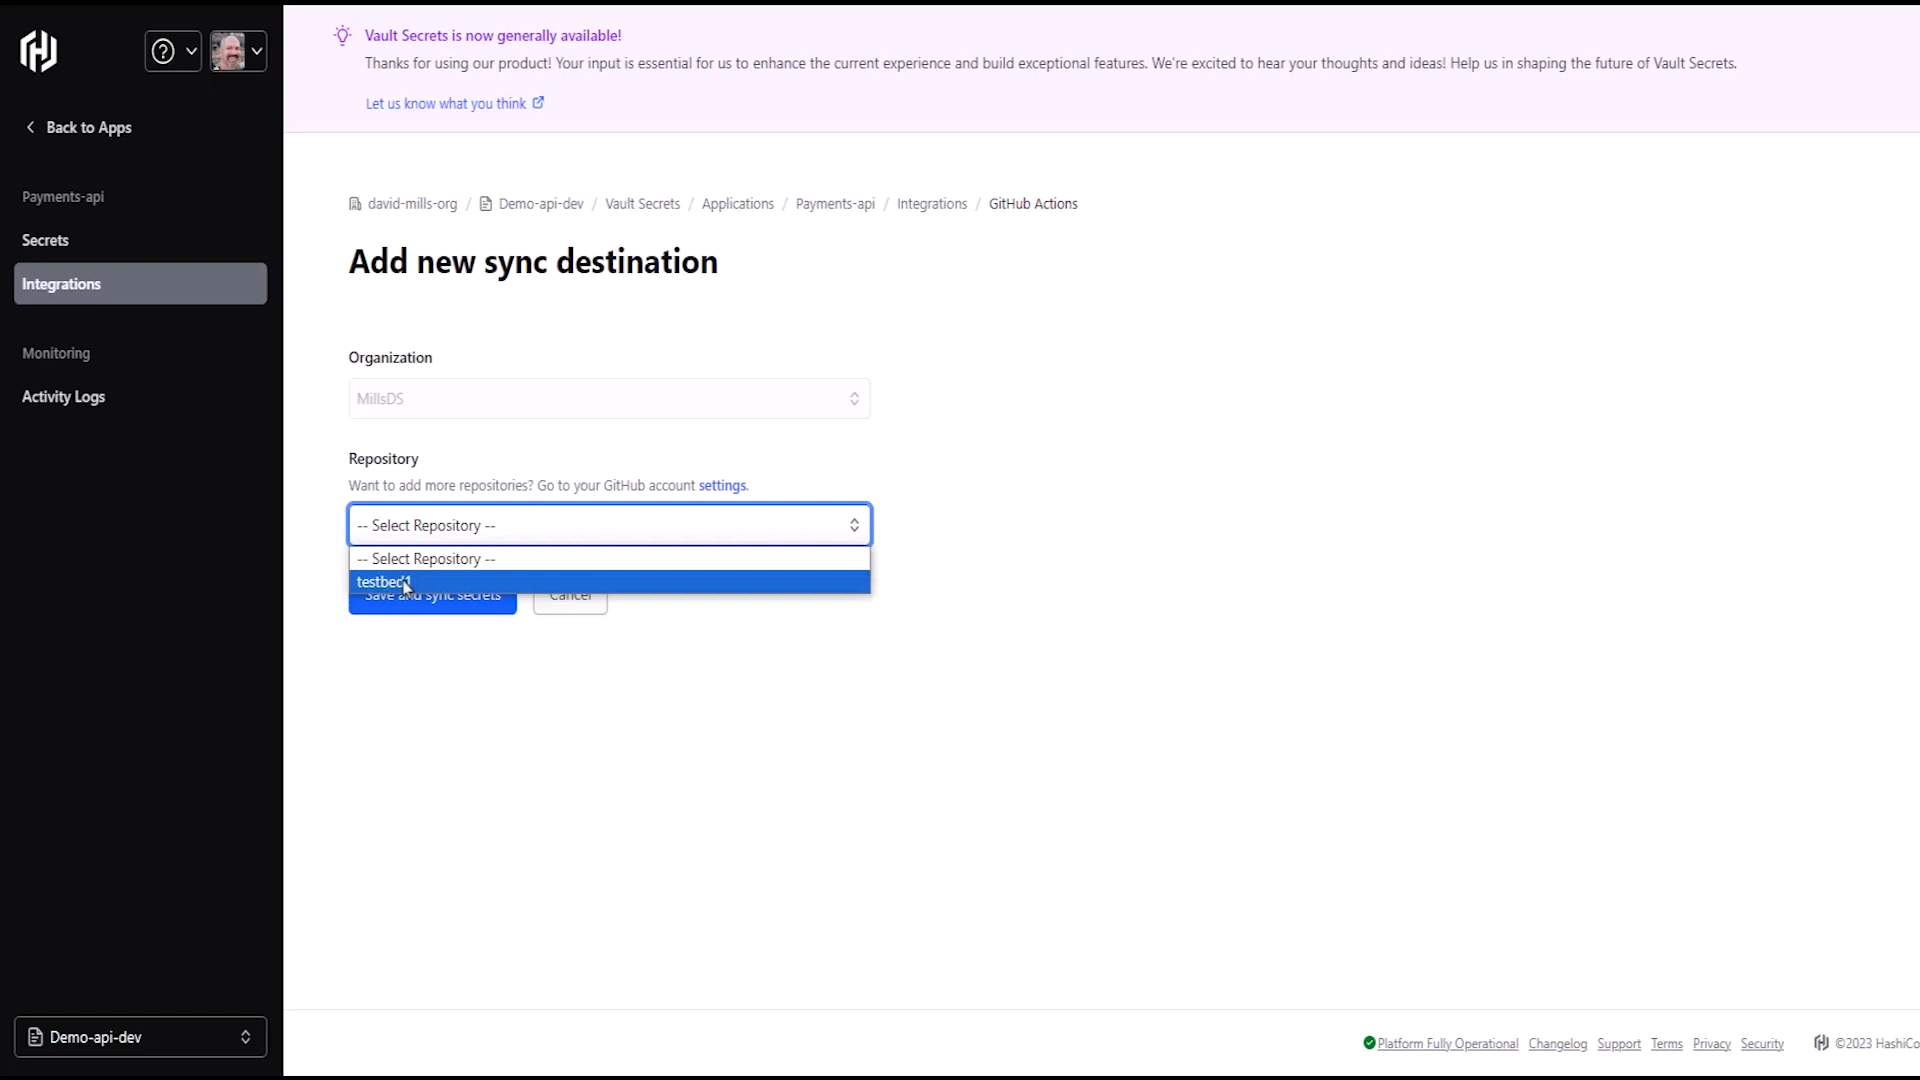 Vault Secrets is now generally available!
Thanks for using our product! Your input is essential for us to enhance the current experience and build exceptional features. We're excited to hear your thoughts and ideas! Help us in shaping the future of Vault Secrets.
Let us know what you think
Back to Apps
Payments-api
Secrets
Integrations
Monitoring
Activity Logs
david-mills-org / Demo-api-dev / Vault Secrets / Applications / Payments-api / Integrations / GitHub Actions
Add new sync destination
Organization
MillsDS
Repository
Want to add more repositories? Go to your GitHub account settings.
-- Select Repository --
-- Select Repository --
testbed1
Save and sync secrets
Cancel
Demo-api-dev
Platform Fully Operational Changelog Support Terms Privacy Security ©2023 HashiCo